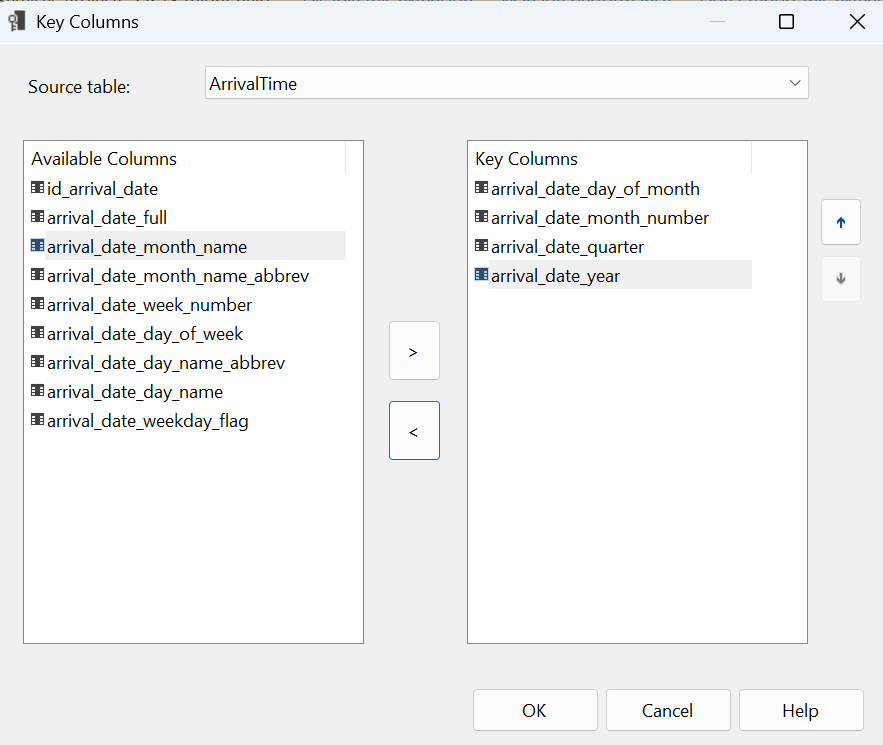 Key Columns
Source table:
ArrivalTime
Available Columns
id_arrival_date
arrival_date_full
arrival_date_month_name
arrival_date_month_name_abbrev
arrival_date_week_number
arrival_date_day_of_week
arrival_date_day_name_abbrev
arrival_date_day_name
arrival_date_weekday_flag
>
<
Key Columns
arrival_date_day_of_month
arrival_date_month_number
arrival_date_quarter
arrival_date_year
OK
Cancel
Help